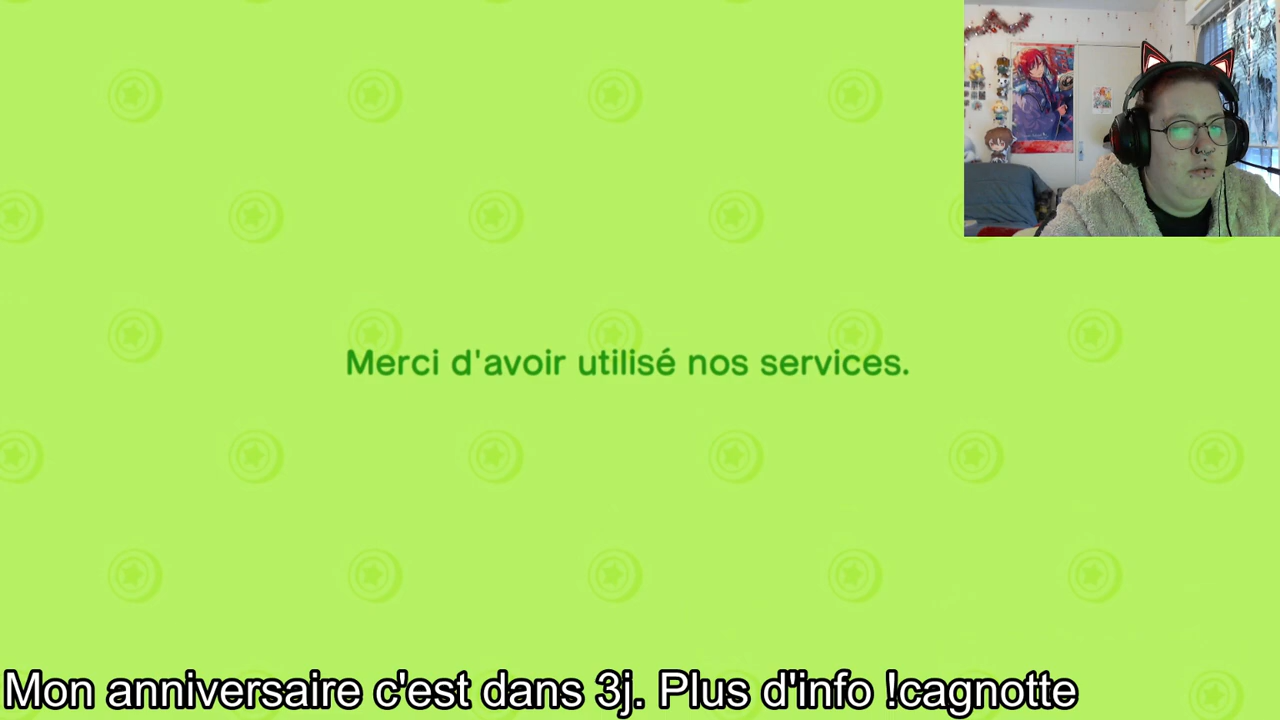 Merci d'avoir utilisé nos services.
Mon anniversaire c'est dans 3j. Plus d'info !cagnotte